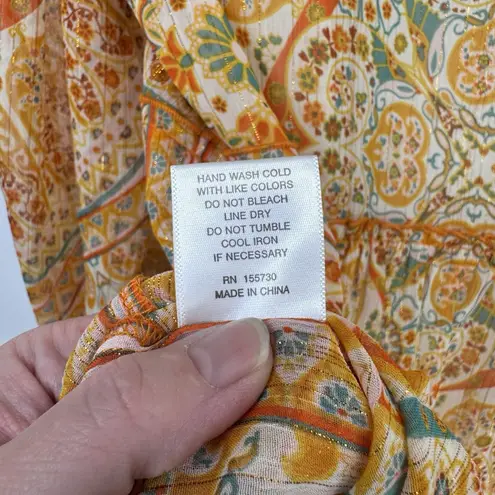 HAND WASH COLD
WITH LIKE COLORS
DO NOT BLEACH
LINE DRY
DO NOT TUMBLE
COOL IRON
IF NECESSARY
RN 155730
MADE IN CHINA